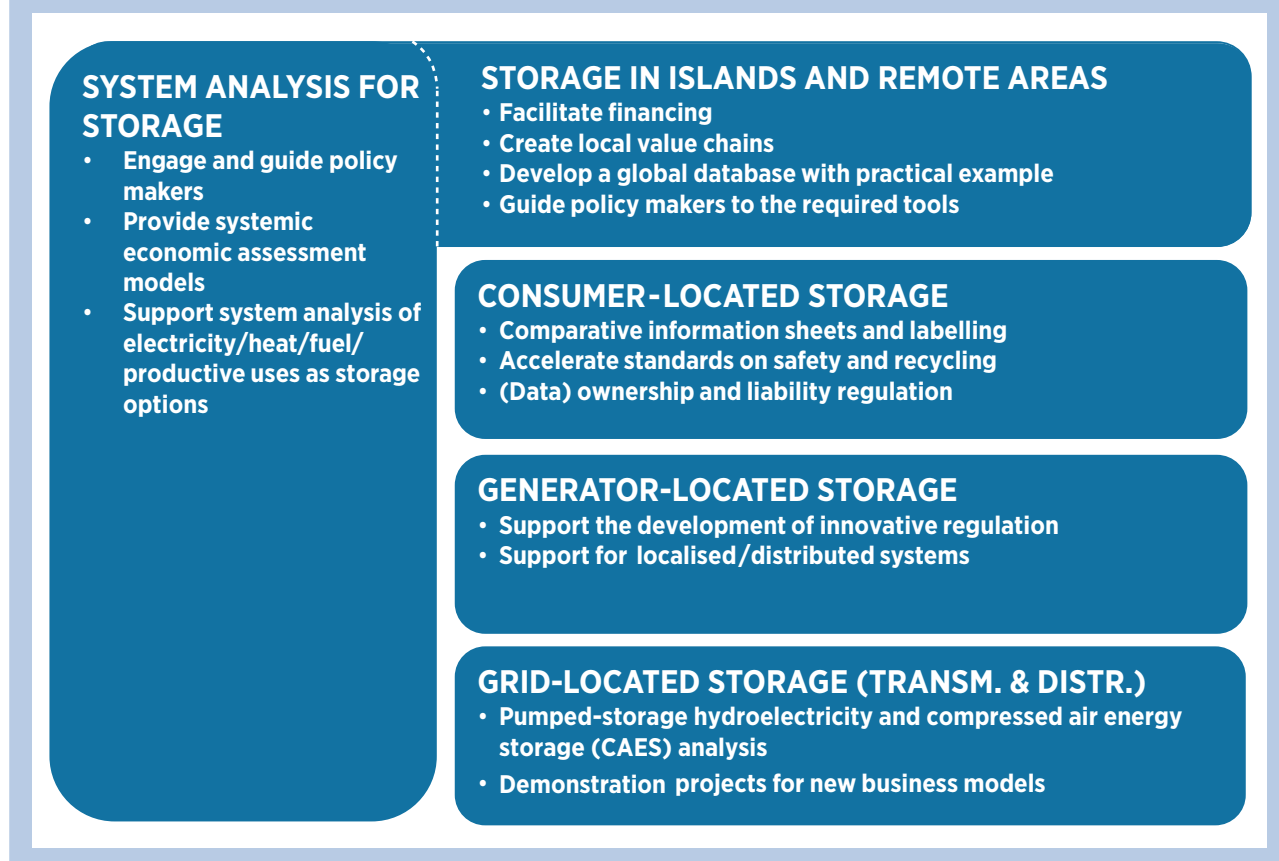 SYSTEM ANALYSIS FOR
STORAGE
• Engage and guide policy
makers
• Provide systemic
economic assessment
models
• Support system analysis of
electricity/heat/fuel/
productive uses as storage
options
STORAGE IN ISLANDS AND REMOTE AREAS
• Facilitate financing
• Create local value chains
• Develop a global database with practical example
• Guide policy makers to the required tools
CONSUMER-LOCATED STORAGE
• Comparative information sheets and labelling
• Accelerate standards on safety and recycling
• (Data) ownership and liability regulation
GENERATOR-LOCATED STORAGE
• Support the development of innovative regulation
• Support for localised/distributed systems
GRID-LOCATED STORAGE (TRANSM. & DISTR.)
• Pumped-storage hydroelectricity and compressed air energy
storage (CAES) analysis
• Demonstration projects for new business models